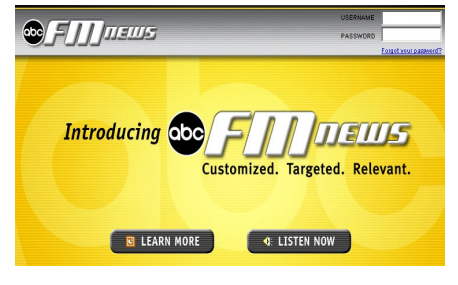 USERNAME
abc FM news
PASSWORD
Forgot your password?
Introducing abc FM news
Customized. Targeted. Relevant.
LEARN MORE
LISTEN NOW
abc